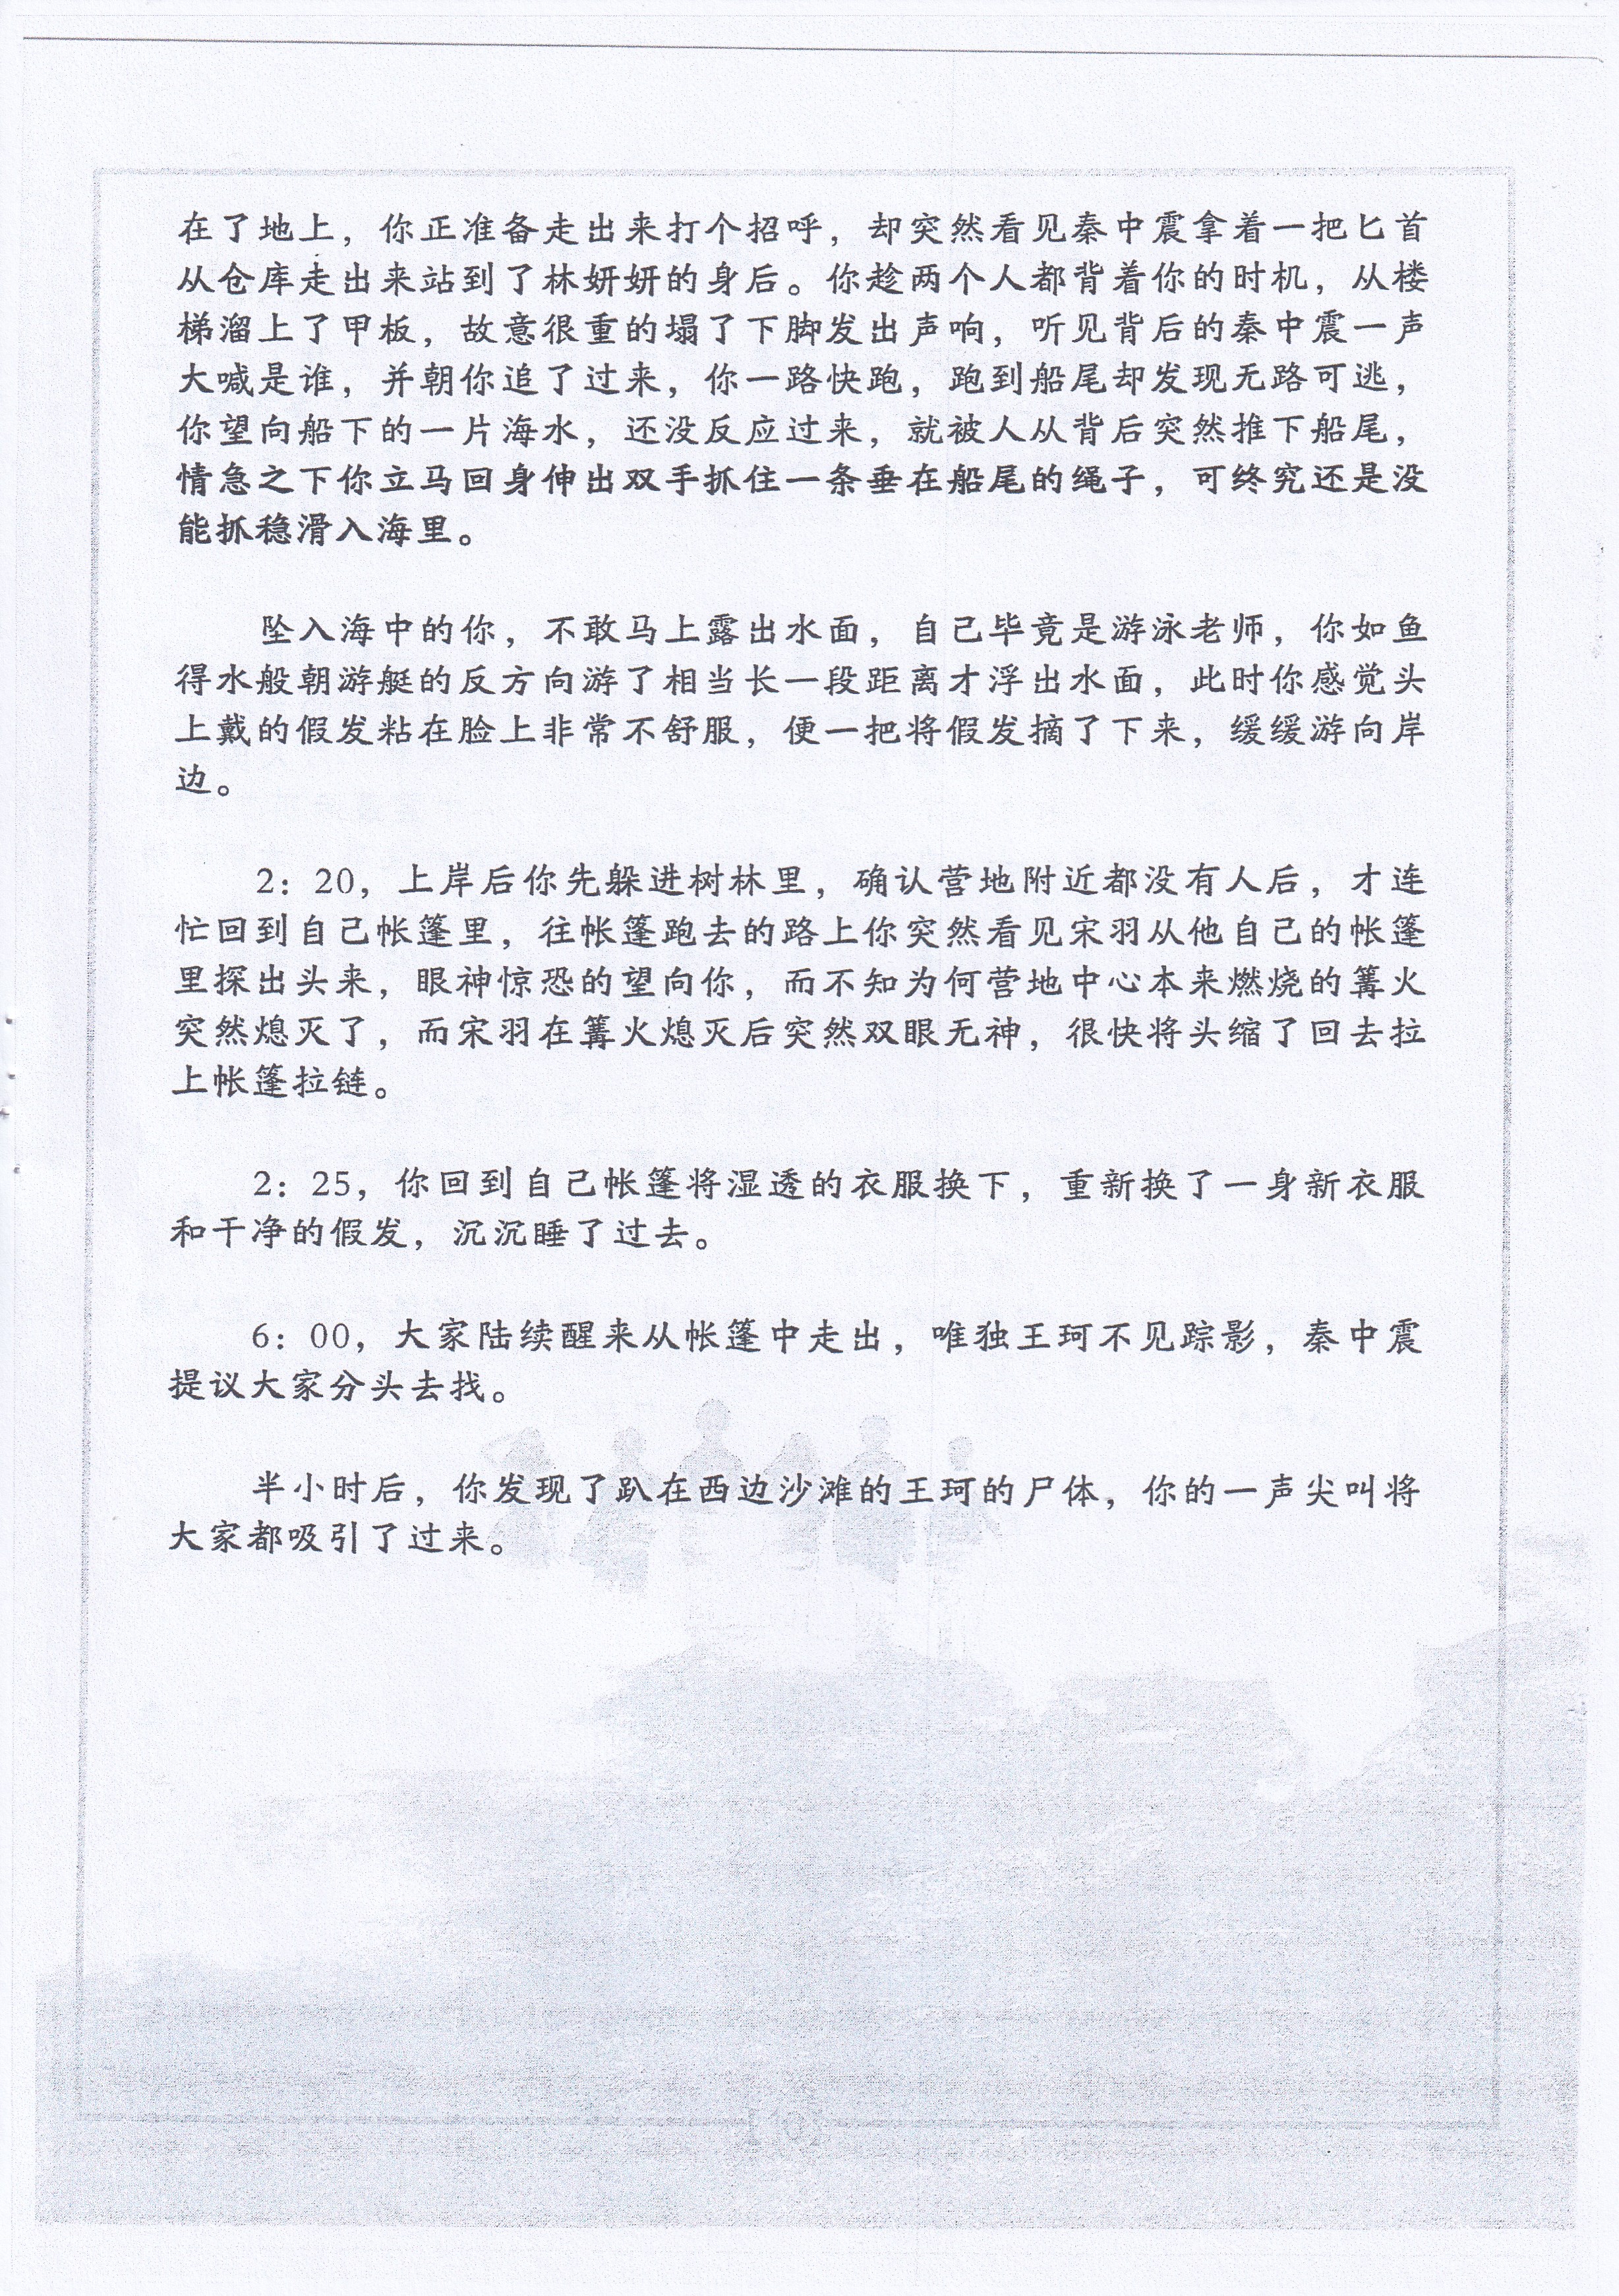 在了地上，你正准备走出来打个招呼，却突然看见秦中震拿着一把匕首
从仓库走出来站到了林妍妍的身后。你趁两个人都背着你的时机，从楼
梯溜上了甲板，故意很重的塌了下脚发出声响，听见背后的秦中震一声
大喊是谁，并朝你追了过来，你一路快跑，跑到船尾却发现无路可逃，
你望向船下的一片海水，还没反应过来，就被人从背后突然推下船尾，
情急之下你立马回身伸出双手抓住一条垂在船尾的绳子，可终究还是没
能抓稳滑入海里。
坠入海中的你，不敢马上露出水面，自己毕竟是游泳老师，你如鱼
得水般朝游艇的反方向游了相当长一段距离才浮出水面，此时你感觉头
上戴的假发粘在脸上非常不舒服，便一把将假发摘了下来，缓缓游向岸
边。
2：20，上岸后你先躲进树林里，确认营地附近都没有人后，才连
忙回到自己帐篷里，往帐篷跑去的路上你突然看见宋羽从他自己的帐篷
里探出头来，眼神惊恐的望向你，而不知为何营地中心本来燃烧的篝火
突然熄灭了，而宋羽在篝火熄灭后突然双眼无神，很快将头缩了回去拉
上帐篷拉链。
2：25，你回到自己帐篷将湿透的衣服换下，重新换了一身新衣服
和干净的假发，沉沉睡了过去。
6：00，大家陆续醒来从帐篷中走出，唯独王珂不见踪影，秦中震
提议大家分头去找。
半小时后，你发现了趴在西边沙滩的王珂的尸体，你的一声尖叫将
大家都吸引了过来。